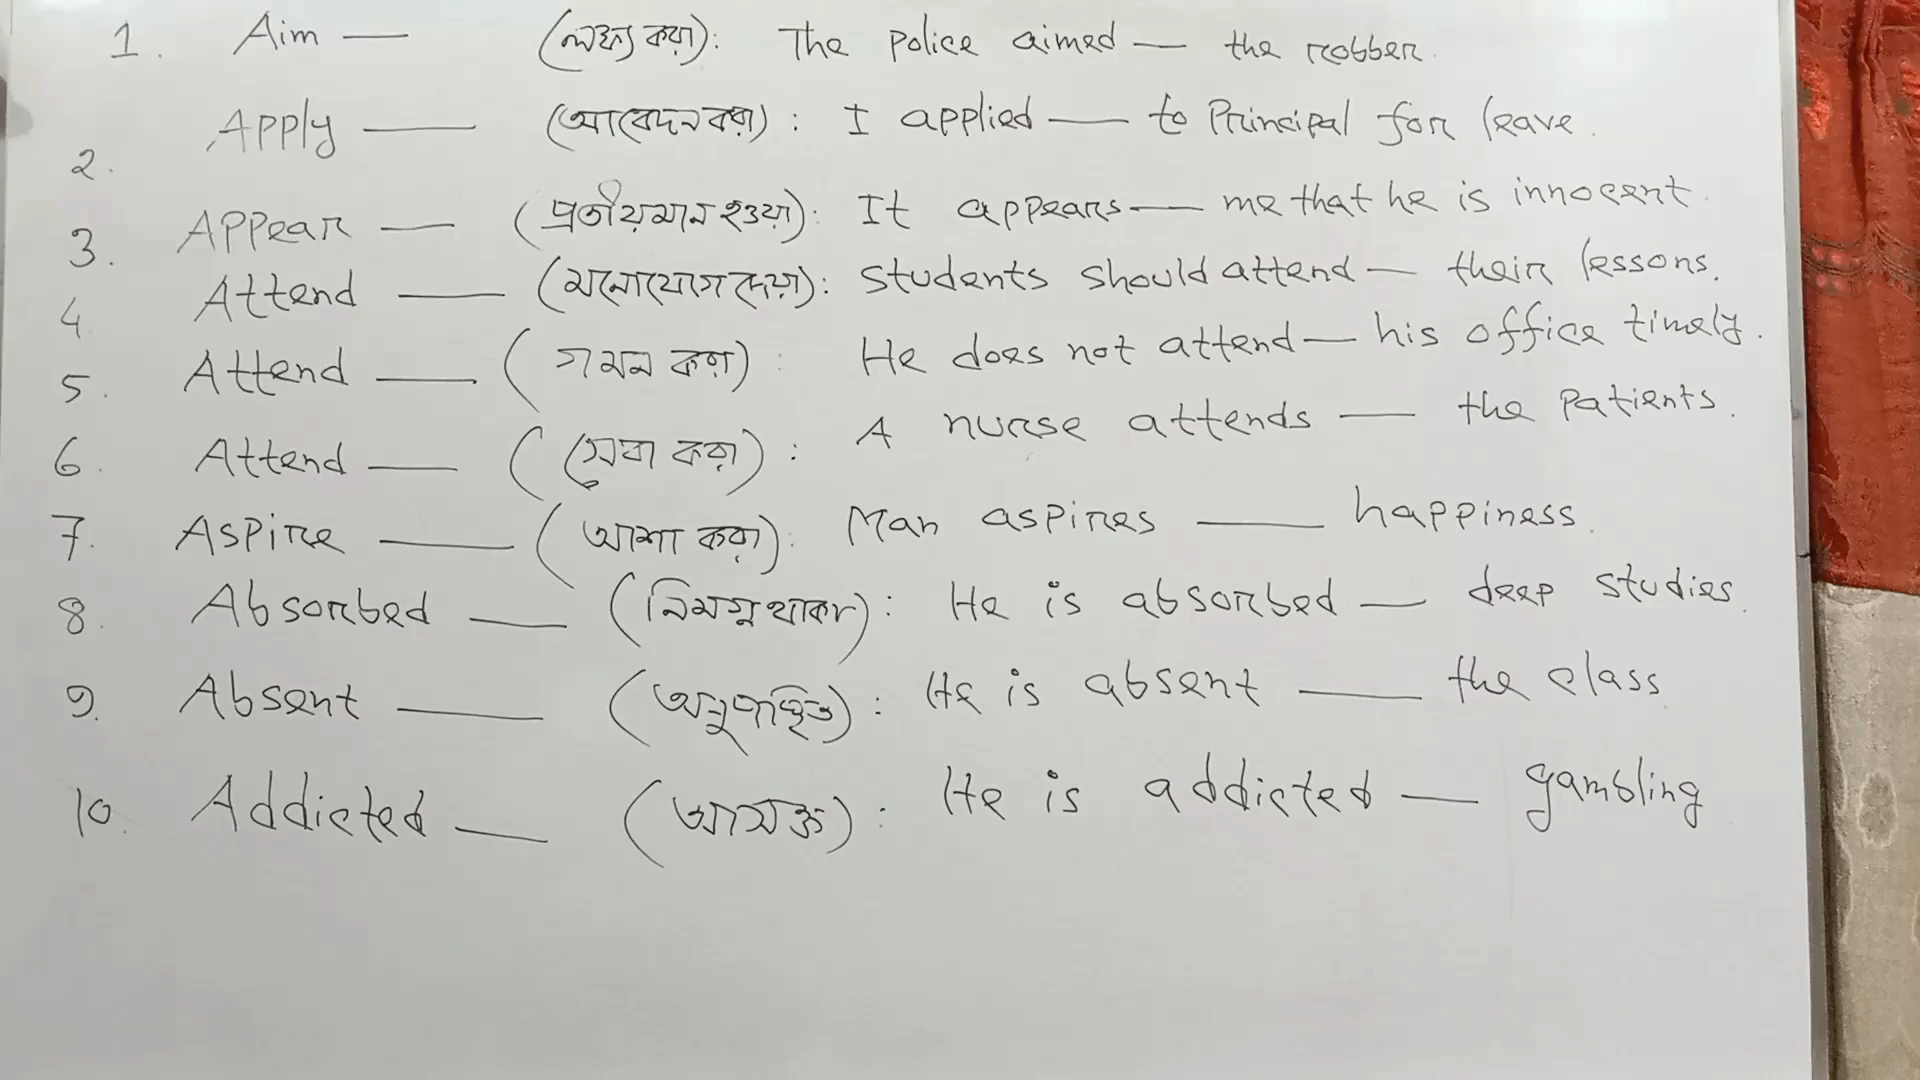 1. Aim — (লক্ষ্য করা): The police aimed — the robber.
2. Apply — (আবেদন করা): I applied — to Principal for leave.
3. Appear — (প্রতীয়মান হওয়া): It appears — me that he is innocent.
4. Attend — (মনোযোগ দেয়া): Students should attend — their lessons.
5. Attend — (গমন করা): He does not attend — his office timely.
6. Attend — (সেবা করা): A nurse attends — the patients.
7. Aspire — (আশা করা): Man aspires — happiness.
8. Absorbed — (নিমগ্ন থাকা): He is absorbed — deep studies.
9. Absent — (অনুপস্থিত): He is absent — the class
10. Addicted — (আসক্ত): He is addicted — gambling